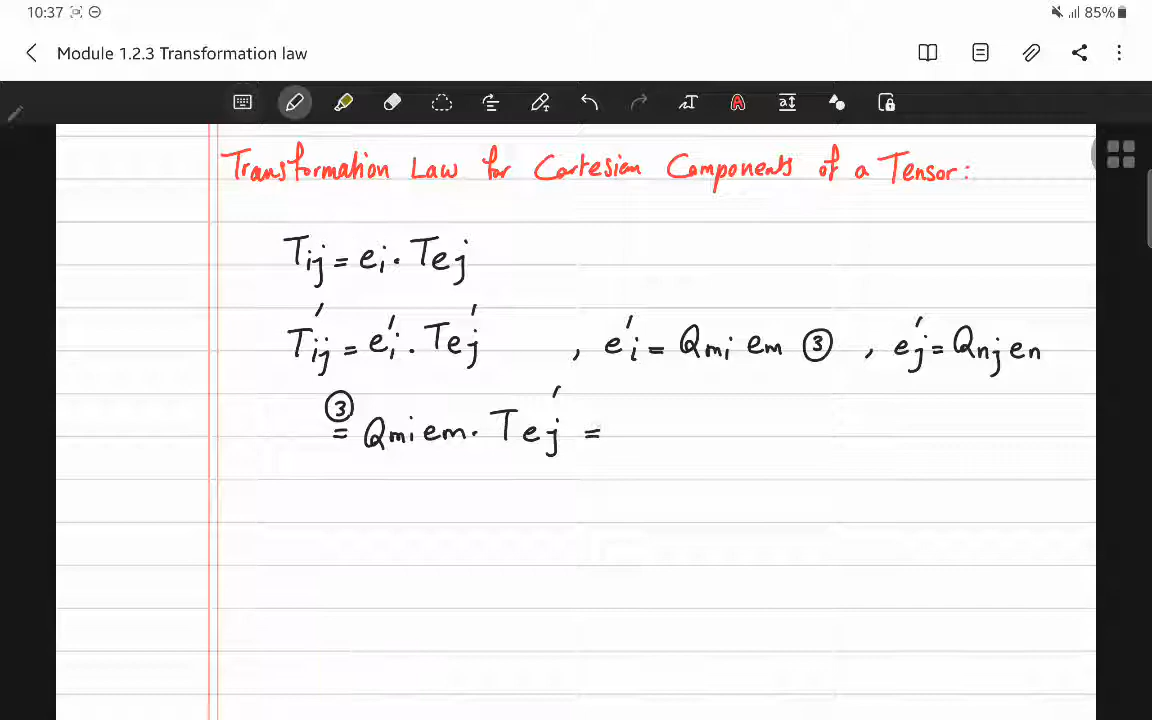 10:37 85%
Module 1.2.3 Transformation law
Transformation Law for Cartesian Components of a Tensor:
Tij = ei · Tej
T'ij = e'i · Te'j , e'i = Qmi em ③ , e'j = Qnj en
③
= Qmi em · Te'j =